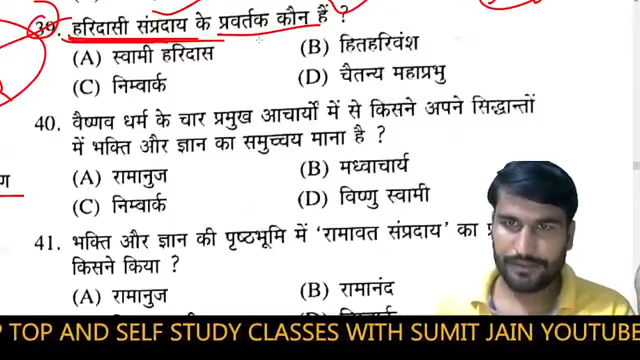 39. हरिदासी संप्रदाय के प्रवर्तक कौन हैं ?
(A) स्वामी हरिदास (B) हितहरिवंश
(C) निम्वार्क (D) चैतन्य महाप्रभु
40. वैष्णव धर्म के चार प्रमुख आचार्यों में से किसने अपने सिद्धान्तों
में भक्ति और ज्ञान का समुच्चय माना है ?
(A) रामानुज (B) मध्वाचार्य
(C) निम्वार्क (D) विष्णु स्वामी
41. भक्ति और ज्ञान की पृष्ठभूमि में 'रामावत संप्रदाय' का
किसने किया ?
(A) रामानुज (B) रामानंद
TOP AND SELF STUDY CLASSES WITH SUMIT JAIN YOUTUBE